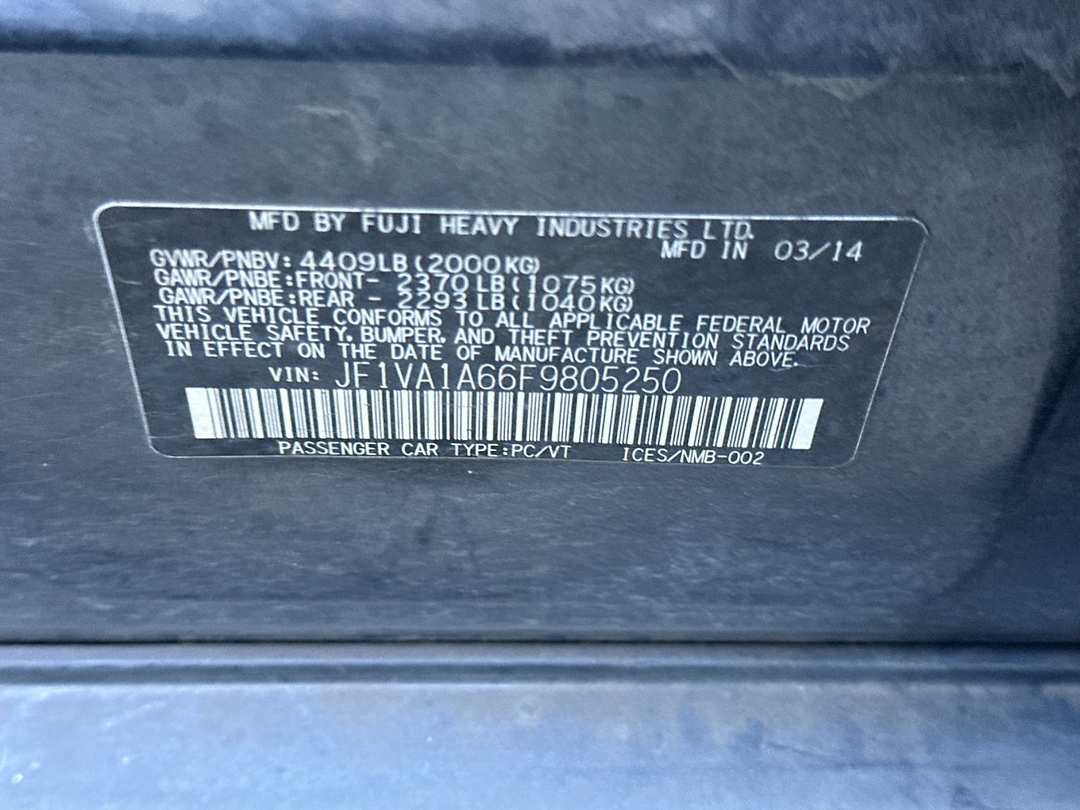 MFD BY FUJI HEAVY INDUSTRIES LTD.
MFD IN 03/14
GVWR/PNBV: 4409LB(2000KG)
GAWR/PNBE:FRONT- 2370LB(1075KG)
GAWR/PNBE:REAR - 2293LB(1040KG)
THIS VEHICLE CONFORMS TO ALL APPLICABLE FEDERAL MOTOR
VEHICLE SAFETY, BUMPER, AND THEFT PREVENTION STANDARDS
IN EFFECT ON THE DATE OF MANUFACTURE SHOWN ABOVE.
VIN: JF1VA1A66F9805250
PASSENGER CAR TYPE:PC/VT ICES/NMB-002